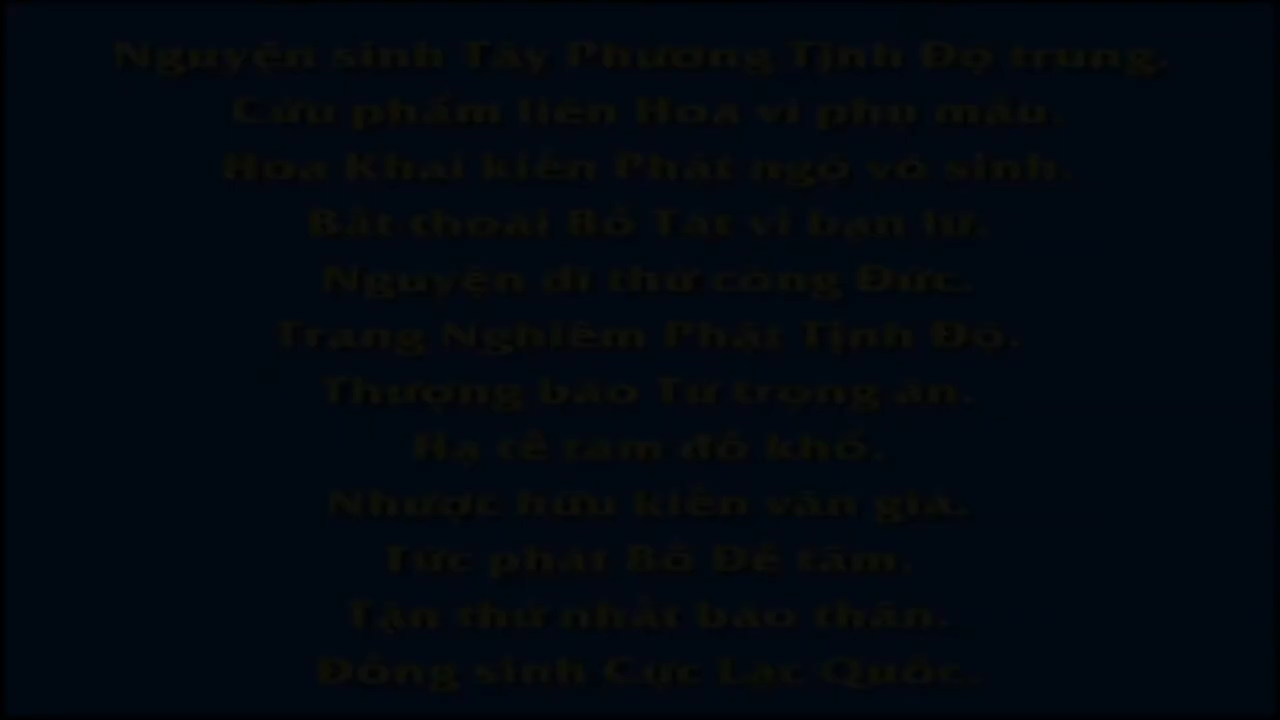 Nguyện sinh Tây Phương Tịnh Độ trung,
Cửu phẩm liên Hoa vi phụ mẫu.
Hoa Khai kiến Phật ngộ vô sinh.
Bất thoái Bồ Tát vi bạn lữ.
Nguyện dĩ thử công Đức.
Trang Nghiêm Phật Tịnh Độ.
Thượng báo Tứ trọng ân.
Hạ tế tam đồ khổ.
Nhược hữu kiến văn giả.
Tức phát Bồ Đề tâm.
Tận thử nhất báo thân.
Đồng sinh Cực Lạc Quốc.